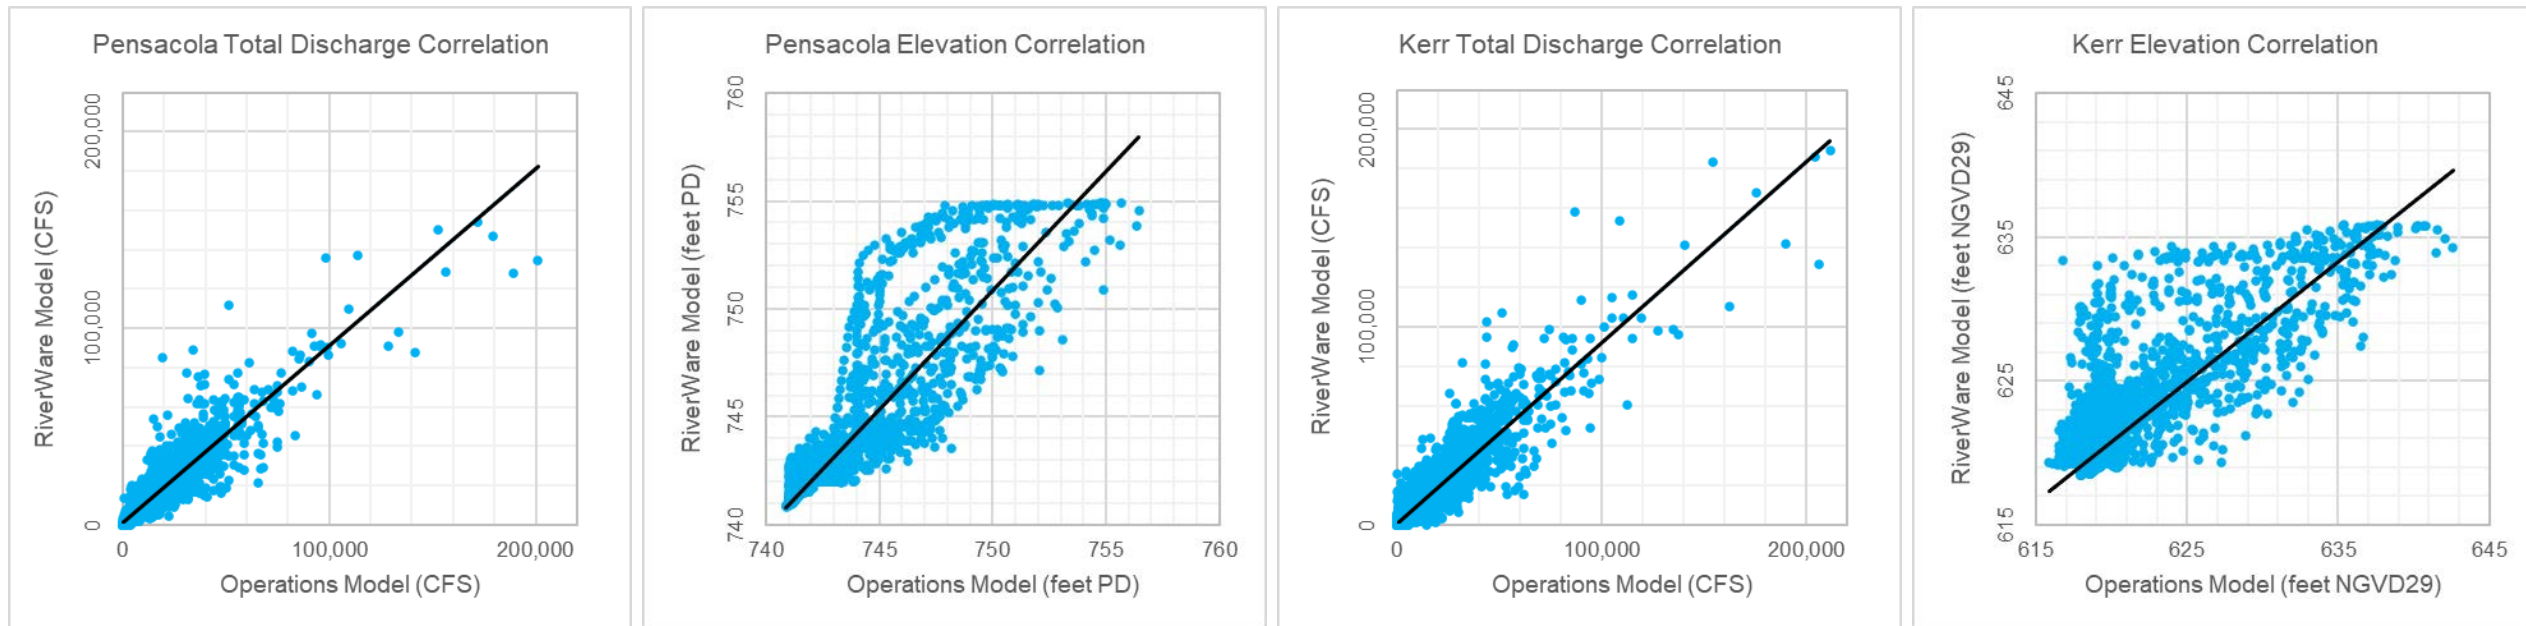 Pensacola Total Discharge Correlation
RiverWare Model (CFS)
200,000
100,000
0
0 100,000 200,000
Operations Model (CFS)
Pensacola Elevation Correlation
RiverWare Model (feet PD)
760
755
750
745
740
740 745 750 755 760
Operations Model (feet PD)
Kerr Total Discharge Correlation
RiverWare Model (CFS)
200,000
100,000
0
0 100,000 200,000
Operations Model (CFS)
Kerr Elevation Correlation
RiverWare Model (feet NGVD29)
645
635
625
615
615 625 635 645
Operations Model (feet NGVD29)